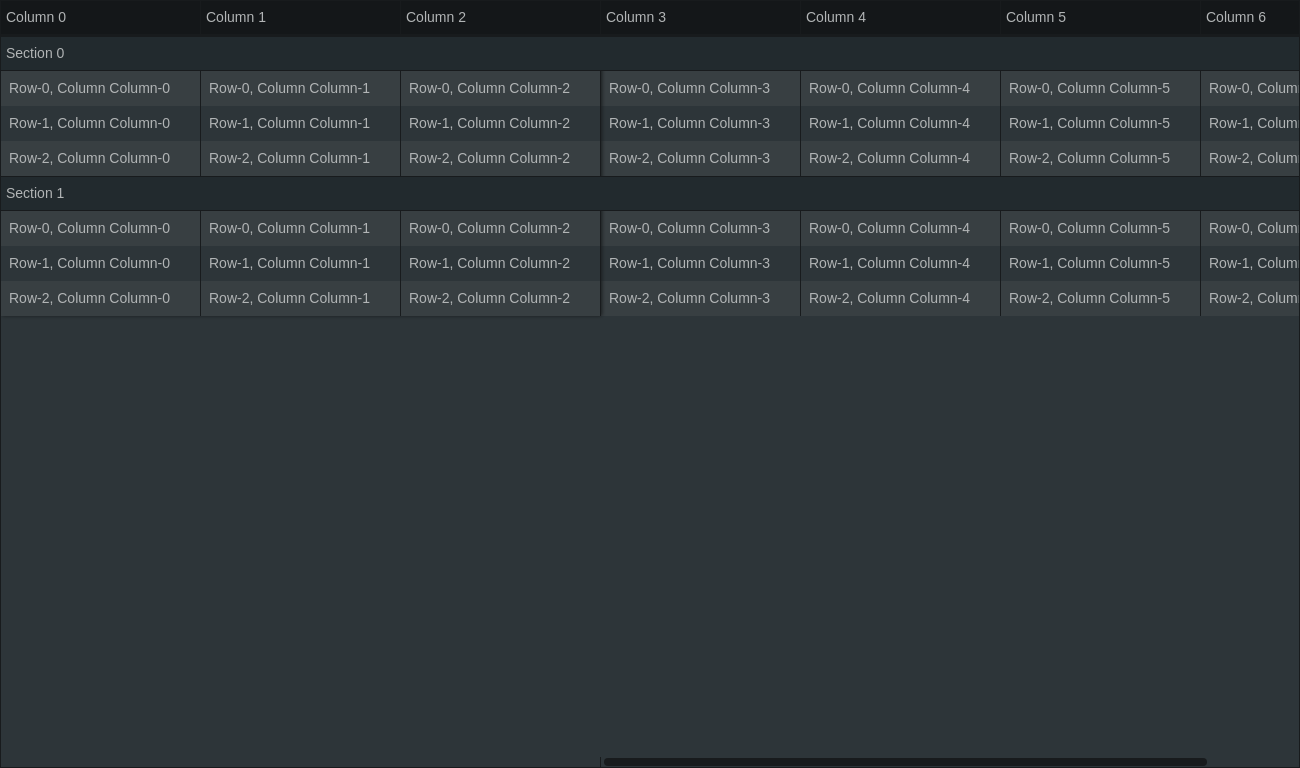 Column 0 Column 1 Column 2 Column 3 Column 4 Column 5 Column 6
Section 0
Row-0, Column Column-0 Row-0, Column Column-1 Row-0, Column Column-2 Row-0, Column Column-3 Row-0, Column Column-4 Row-0, Column Column-5 Row-0,
Row-1, Column Column-0 Row-1, Column Column-1 Row-1, Column Column-2 Row-1, Column Column-3 Row-1, Column Column-4 Row-1, Column Column-5 Row-1,
Row-2, Column Column-0 Row-2, Column Column-1 Row-2, Column Column-2 Row-2, Column Column-3 Row-2, Column Column-4 Row-2, Column Column-5 Row-2,
Section 1
Row-0, Column Column-0 Row-0, Column Column-1 Row-0, Column Column-2 Row-0, Column Column-3 Row-0, Column Column-4 Row-0, Column Column-5 Row-0,
Row-1, Column Column-0 Row-1, Column Column-1 Row-1, Column Column-2 Row-1, Column Column-3 Row-1, Column Column-4 Row-1, Column Column-5 Row-1,
Row-2, Column Column-0 Row-2, Column Column-1 Row-2, Column Column-2 Row-2, Column Column-3 Row-2, Column Column-4 Row-2, Column Column-5 Row-2,